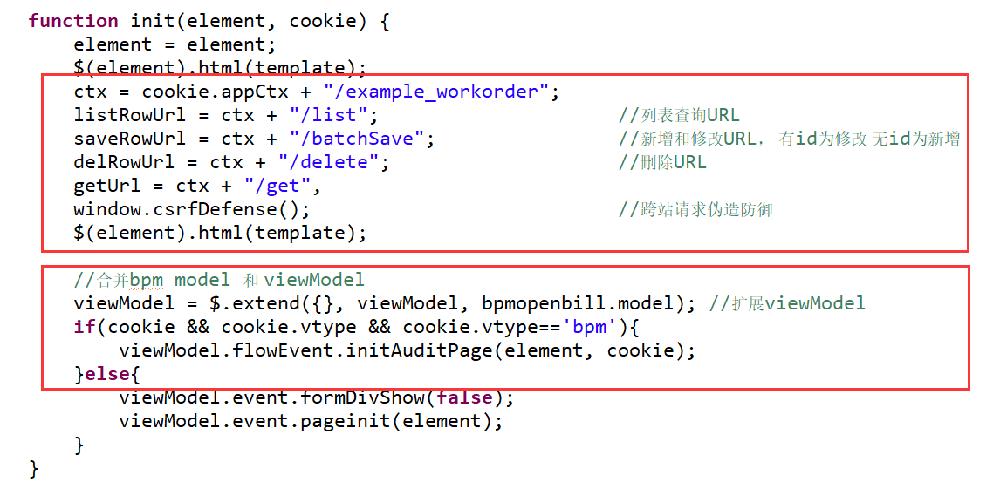 function init(element, cookie) {
    element = element;
    $(element).html(template);
    ctx = cookie.appCtx + "/example_workorder";
    listRowUrl = ctx + "/list"; //列表查询URL
    saveRowUrl = ctx + "/batchSave"; //新增和修改URL, 有id为修改 无id为新增
    delRowUrl = ctx + "/delete"; //刪除URL
    getUrl = ctx + "/get",
    window.csrfDefense(); //跨站请求伪造防御
    $(element).html(template);
    //合并bpm model 和 viewModel
    viewModel = $.extend({}, viewModel, bpmopenbill.model); //扩展viewModel
    if(cookie && cookie.vtype && cookie.vtype=='bpm'){
        viewModel.flowEvent.initAuditPage(element, cookie);
    }else{
        viewModel.event.formDivShow(false);
        viewModel.event.pageinit(element);
    }
}